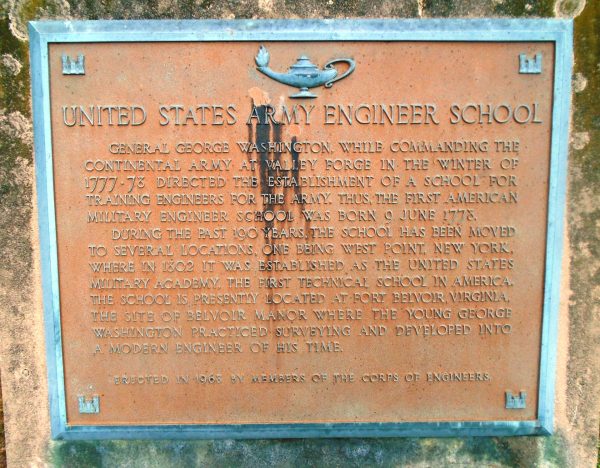 UNITED STATES ARMY ENGINEER SCHOOL
GENERAL GEORGE WASHINGTON, WHILE COMMANDING THE
CONTINENTAL ARMY AT VALLEY FORGE IN THE WINTER OF
1777-78 DIRECTED THE ESTABLISHMENT OF A SCHOOL FOR
TRAINING ENGINEERS FOR THE ARMY. THUS, THE FIRST AMERICAN
MILITARY ENGINEER SCHOOL WAS BORN 9 JUNE 1778.
DURING THE PAST 190 YEARS, THE SCHOOL HAS BEEN MOVED
TO SEVERAL LOCATIONS, ONE BEING WEST POINT, NEW YORK,
WHERE IN 1802 IT WAS ESTABLISHED AS THE UNITED STATES
MILITARY ACADEMY, THE FIRST TECHNICAL SCHOOL IN AMERICA.
THE SCHOOL IS PRESENTLY LOCATED AT FORT BELVOIR, VIRGINIA,
THE SITE OF BELVOIR MANOR WHERE THE YOUNG GEORGE
WASHINGTON PRACTICED SURVEYING AND DEVELOPED INTO
A MODERN ENGINEER OF HIS TIME.
ERECTED IN 1968 BY MEMBERS OF THE CORPS OF ENGINEERS